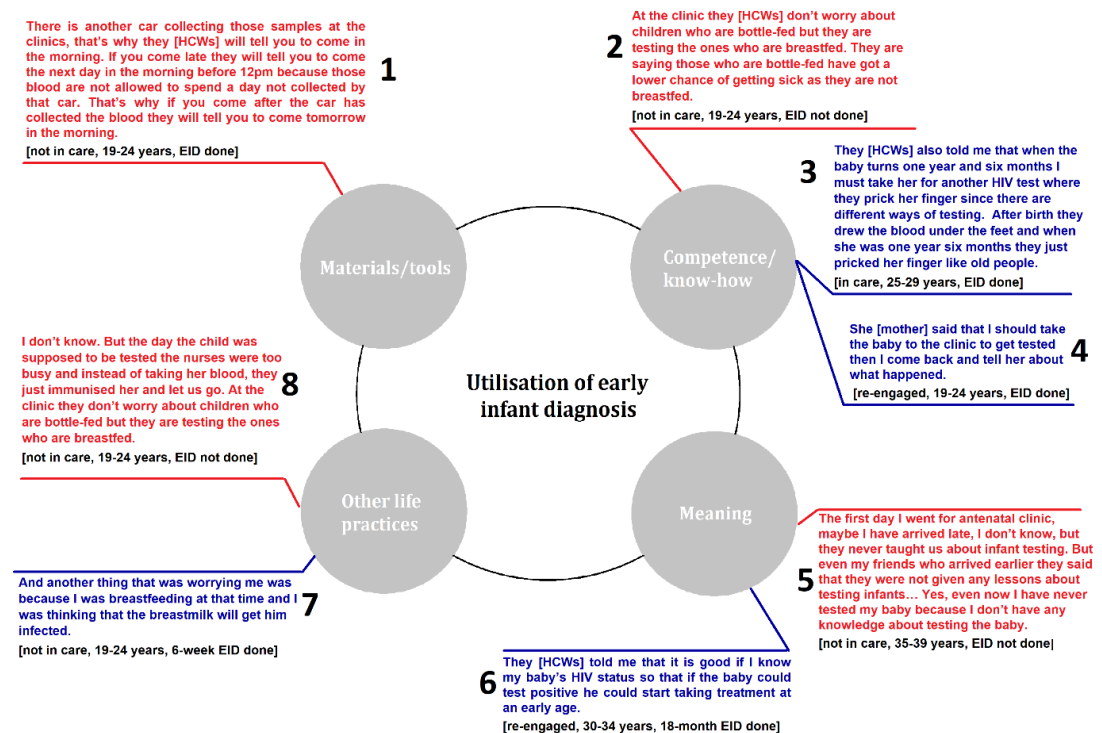 There is another car collecting those samples at the
clinics, that's why they [HCWs] will tell you to come in
the morning. If you come late they will tell you to come
the next day in the morning before 12pm because those
blood are not allowed to spend a day not collected by
that car. That's why if you come after the car has
collected the blood they will tell you to come tomorrow
in the morning.
[not in care, 19-24 years, EID done]
1
At the clinic they [HCWs] don't worry about
children who are bottle-fed but they are
testing the ones who are breastfed. They are
saying those who are bottle-fed have got a
lower chance of getting sick as they are not
breastfed.
[not in care, 19-24 years, EID not done]
2
They [HCWs] also told me that when the
baby turns one year and six months I
must take her for another HIV test where
they prick her finger since there are
different ways of testing. After birth they
drew the blood under the feet and when
she was one year six months they just
pricked her finger like old people.
[in care, 25-29 years, EID done]
3
Materials/tools
Competence/
know-how
She [mother] said that I should take
the baby to the clinic to get tested
then I come back and tell her about
what happened.
[re-engaged, 19-24 years, EID done]
4
I don't know. But the day the child was
supposed to be tested the nurses were too
busy and instead of taking her blood, they
just immunised her and let us go. At the
clinic they don't worry about children who
are bottle-fed but they are testing the ones
who are breastfed.
[not in care, 19-24 years, EID not done]
8
Utilisation of early
infant diagnosis
Other life
practices
Meaning
The first day I went for antenatal clinic,
maybe I have arrived late, I don't know, but
they never taught us about infant testing. But
even my friends who arrived earlier they said
that they were not given any lessons about
testing infants... Yes, even now I have never
tested my baby because I don't have any
knowledge about testing the baby.
[not in care, 35-39 years, EID not done]
5
And another thing that was worrying me was
because I was breastfeeding at that time and I
was thinking that the breastmilk will get him
infected.
[not in care, 19-24 years, 6-week EID done]
7
They [HCWs] told me that it is good if I know
my baby's HIV status so that if the baby could
test positive he could start taking treatment at
an early age.
[re-engaged, 30-34 years, 18-month EID done]
6